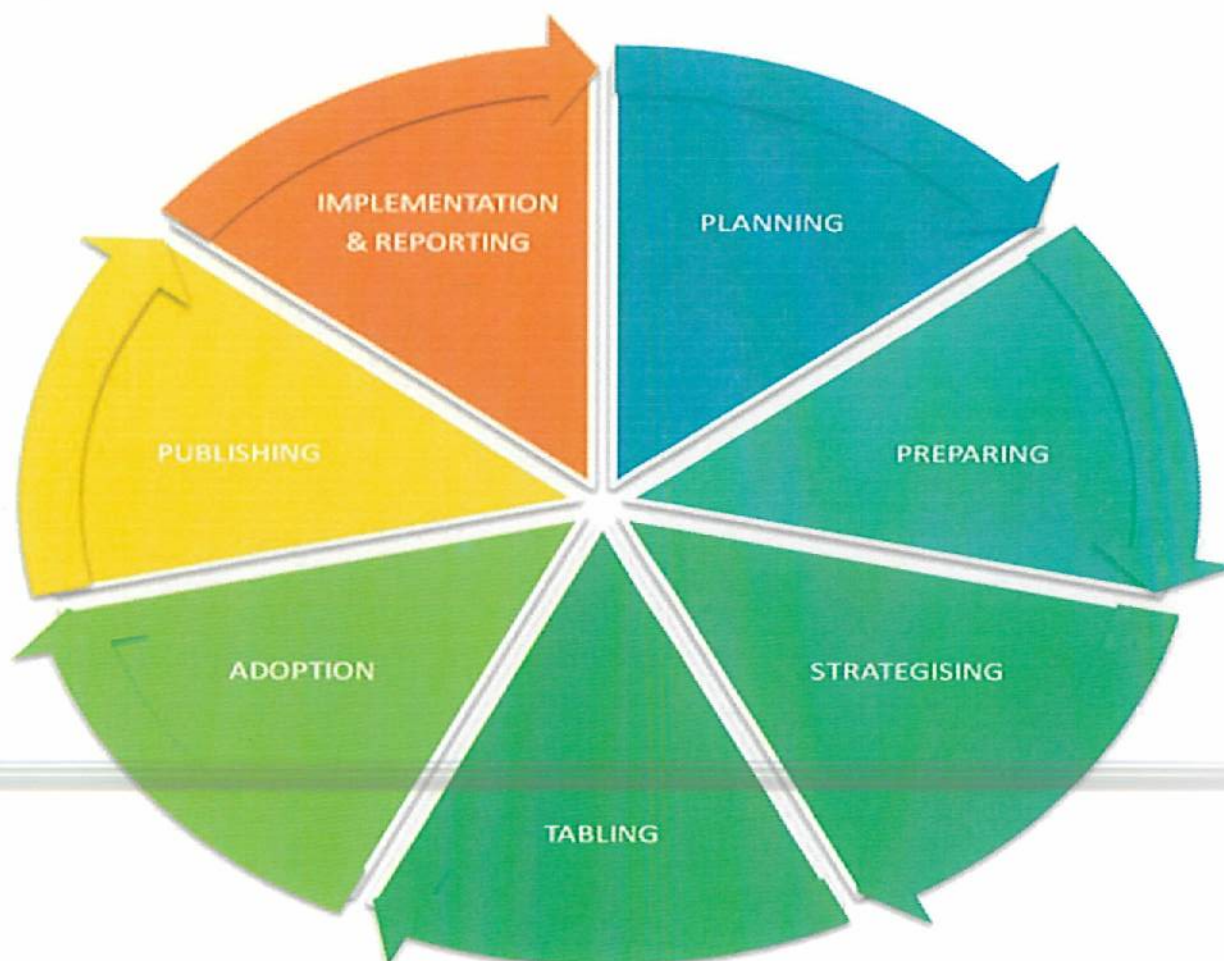 PLANNING
PREPARING
STRATEGISING
TABLING
ADOPTION
PUBLISHING
IMPLEMENTATION
& REPORTING